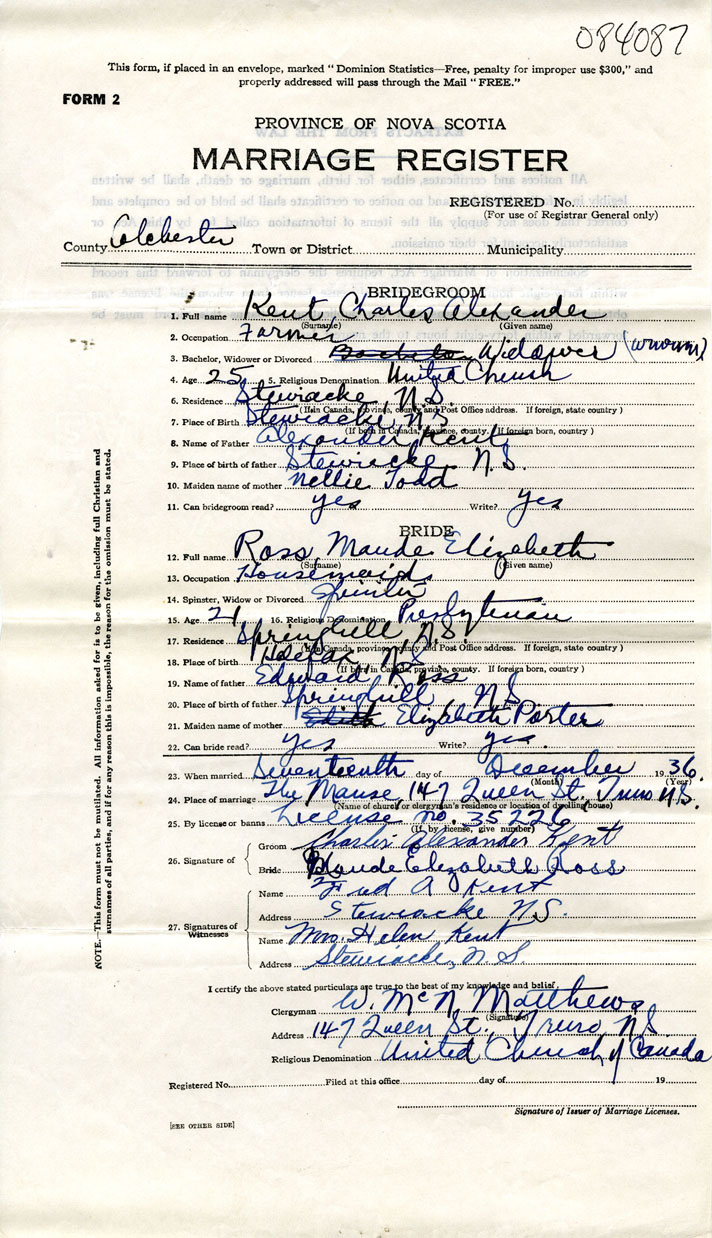 084087
This form, if placed in an envelope, marked "Dominion Statistics—Free, penalty for improper use $300," and
properly addressed will pass through the Mail "FREE."
FORM 2
PROVINCE OF NOVA SCOTIA
MARRIAGE REGISTER
REGISTERED No.
(For use of Registrar General only)
County Colchester Town or District Municipality
BRIDEGROOM
1. Full name Kent, Charles Alexander
(Surname) (Given name)
2. Occupation Farmer
3. Bachelor, Widower or Divorced Bachelor Widower
4. Age 25 5. Religious Denomination United Church
6. Residence Stewiacke, N.S.
(If in Canada, province, county and Post Office address. If foreign, state country)
7. Place of Birth Stewiacke, N.S.
(If born in Canada, province, county. If foreign born, country)
8. Name of Father Alexander Kent
9. Place of birth of father Stewiacke N.S.
10. Maiden name of mother Nellie Todd
11. Can bridegroom read? yes Write? yes
BRIDE
12. Full name Ross, Maude Elizabeth
(Surname) (Given name)
13. Occupation Housemaid
14. Spinster, Widow or Divorced Spinster
15. Age 21 16. Religious Denomination Presbyterian
17. Residence Springhill, N.S.
(If in Canada, province, county and Post Office address. If foreign, state country)
18. Place of birth Halifax N.S.
(If born in Canada, province, county. If foreign born, country)
19. Name of father Edward Ross
20. Place of birth of father Springhill N.S.
21. Maiden name of mother Edith Elizabeth Porter
22. Can bride read? yes Write? yes.
23. When married Seventeenth day of December 1936.
(Month) (Year)
24. Place of marriage The Manse, 147 Queen St. Truro N.S.
(Name of church or clergyman's residence or location of dwelling house)
25. By license or banns License no. 35226
(If by license, give number)
26. Signature of Groom Charles Alexander Kent
Bride Maude Elizabeth Ross
27. Signatures of Witnesses
Name Fred A Kent
Address Stewiacke N.S.
Name Mrs. Helen Kent
Address Stewiacke, N.S.
I certify the above stated particulars are true to the best of my knowledge and belief,
Clergyman W. McN. Matthews
(Signature)
Address 147 Queen St. Truro N.S.
Religious Denomination United Church of Canada
Registered No. Filed at this office day of 19
Signature of Issuer of Marriage Licenses.
[SEE OTHER SIDE]
NOTE.—This form must not be mutilated. All information asked for is to be given, including full Christian and
surnames of all parties, and if for any reason this is impossible, the reason for the omission must be stated.